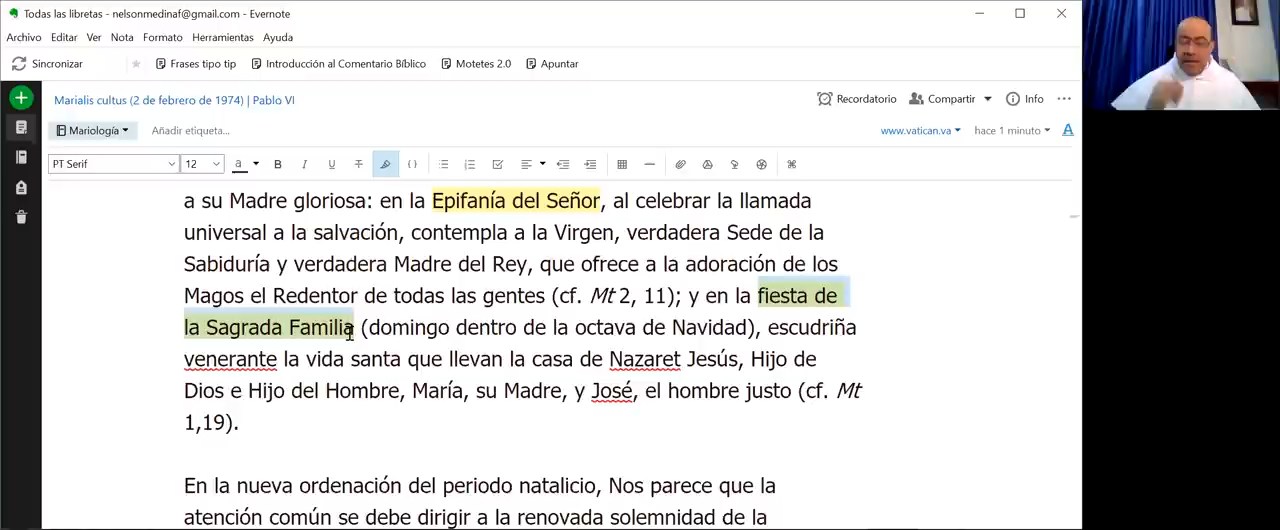 Todas las libretas - nelsonmedinaf@gmail.com - Evernote
Archivo Editar Ver Nota Formato Herramientas Ayuda
Sincronizar Frases tipo tip Introducción al Comentario Bíblico Motetes 2.0 Apuntar
Marialis cultus (2 de febrero de 1974) | Pablo VI Recordatorio Compartir Info
Mariología Añadir etiqueta... www.vatican.va hace 1 minuto A
PT Serif 12 a B I U T
a su Madre gloriosa: en la Epifanía del Señor, al celebrar la llamada
universal a la salvación, contempla a la Virgen, verdadera Sede de la
Sabiduría y verdadera Madre del Rey, que ofrece a la adoración de los
Magos el Redentor de todas las gentes (cf. Mt 2, 11); y en la fiesta de
la Sagrada Familia (domingo dentro de la octava de Navidad), escudriña
venerante la vida santa que llevan la casa de Nazaret Jesús, Hijo de
Dios e Hijo del Hombre, María, su Madre, y José, el hombre justo (cf. Mt
1,19).
En la nueva ordenación del periodo natalicio, Nos parece que la
atención común se debe dirigir a la renovada solemnidad de la